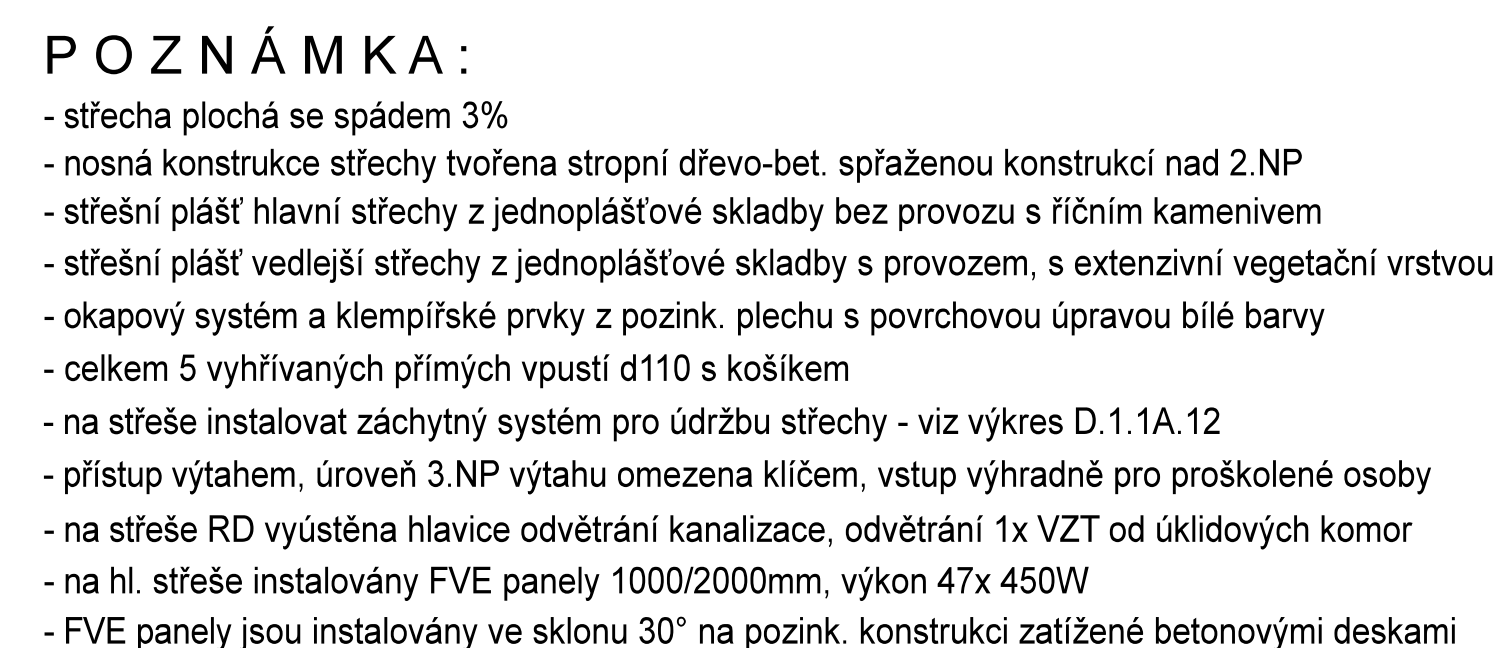 POZNÁMKA:
- střecha plochá se spádem 3%
- nosná konstrukce střechy tvořena stropní dřevo-bet. spřaženou konstrukcí nad 2.NP
- střešní plášť hlavní střechy z jednoplášťové skladby bez provozu s říčním kamenivem
- střešní plášť vedlejší střechy z jednoplášťové skladby s provozem, s extenzivní vegetační vrstvou
- okapový systém a klempířské prvky z pozink. plechu s povrchovou úpravou bílé barvy
- celkem 5 vyhřívaných přímých vpustí d110 s košíkem
- na střeše instalovat záchytný systém pro údržbu střechy - viz výkres D.1.1A.12
- přístup výtahem, úroveň 3.NP výtahu omezena klíčem, vstup výhradně pro proškolené osoby
- na střeše RD vyústěna hlavice odvětrání kanalizace, odvětrání 1x VZT od úklidových komor
- na hl. střeše instalovány FVE panely 1000/2000mm, výkon 47x 450W
- FVE panely jsou instalovány ve sklonu 30° na pozink. konstrukci zatížené betonovými deskami